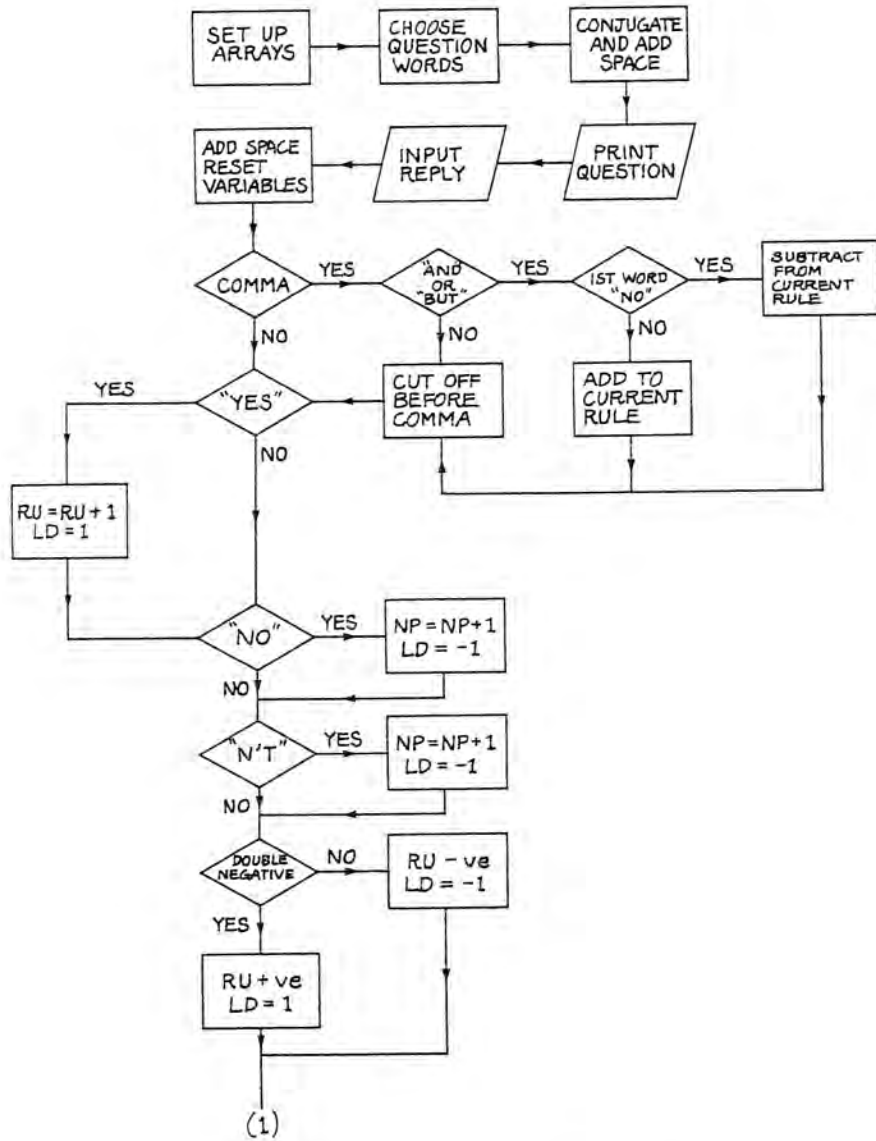 SET UP
ARRAYS
CHOOSE
QUESTION
WORDS
CONJUGATE
AND ADD
SPACE
PRINT
QUESTION
INPUT
REPLY
ADD SPACE
RESET
VARIABLES
COMMA
YES
NO
"AND"
OR
"BUT"
YES
NO
1ST WORD
"NO"
YES
NO
SUBTRACT
FROM
CURRENT
RULE
ADD TO
CURRENT
RULE
CUT OFF
BEFORE
COMMA
"YES"
YES
NO
RU=RU+1
LD=1
"NO"
YES
NO
NP=NP+1
LD=-1
"N'T"
YES
NO
NP=NP+1
LD=-1
DOUBLE
NEGATIVE
NO
YES
RU-ve
LD=-1
RU+ve
LD=1
(1)